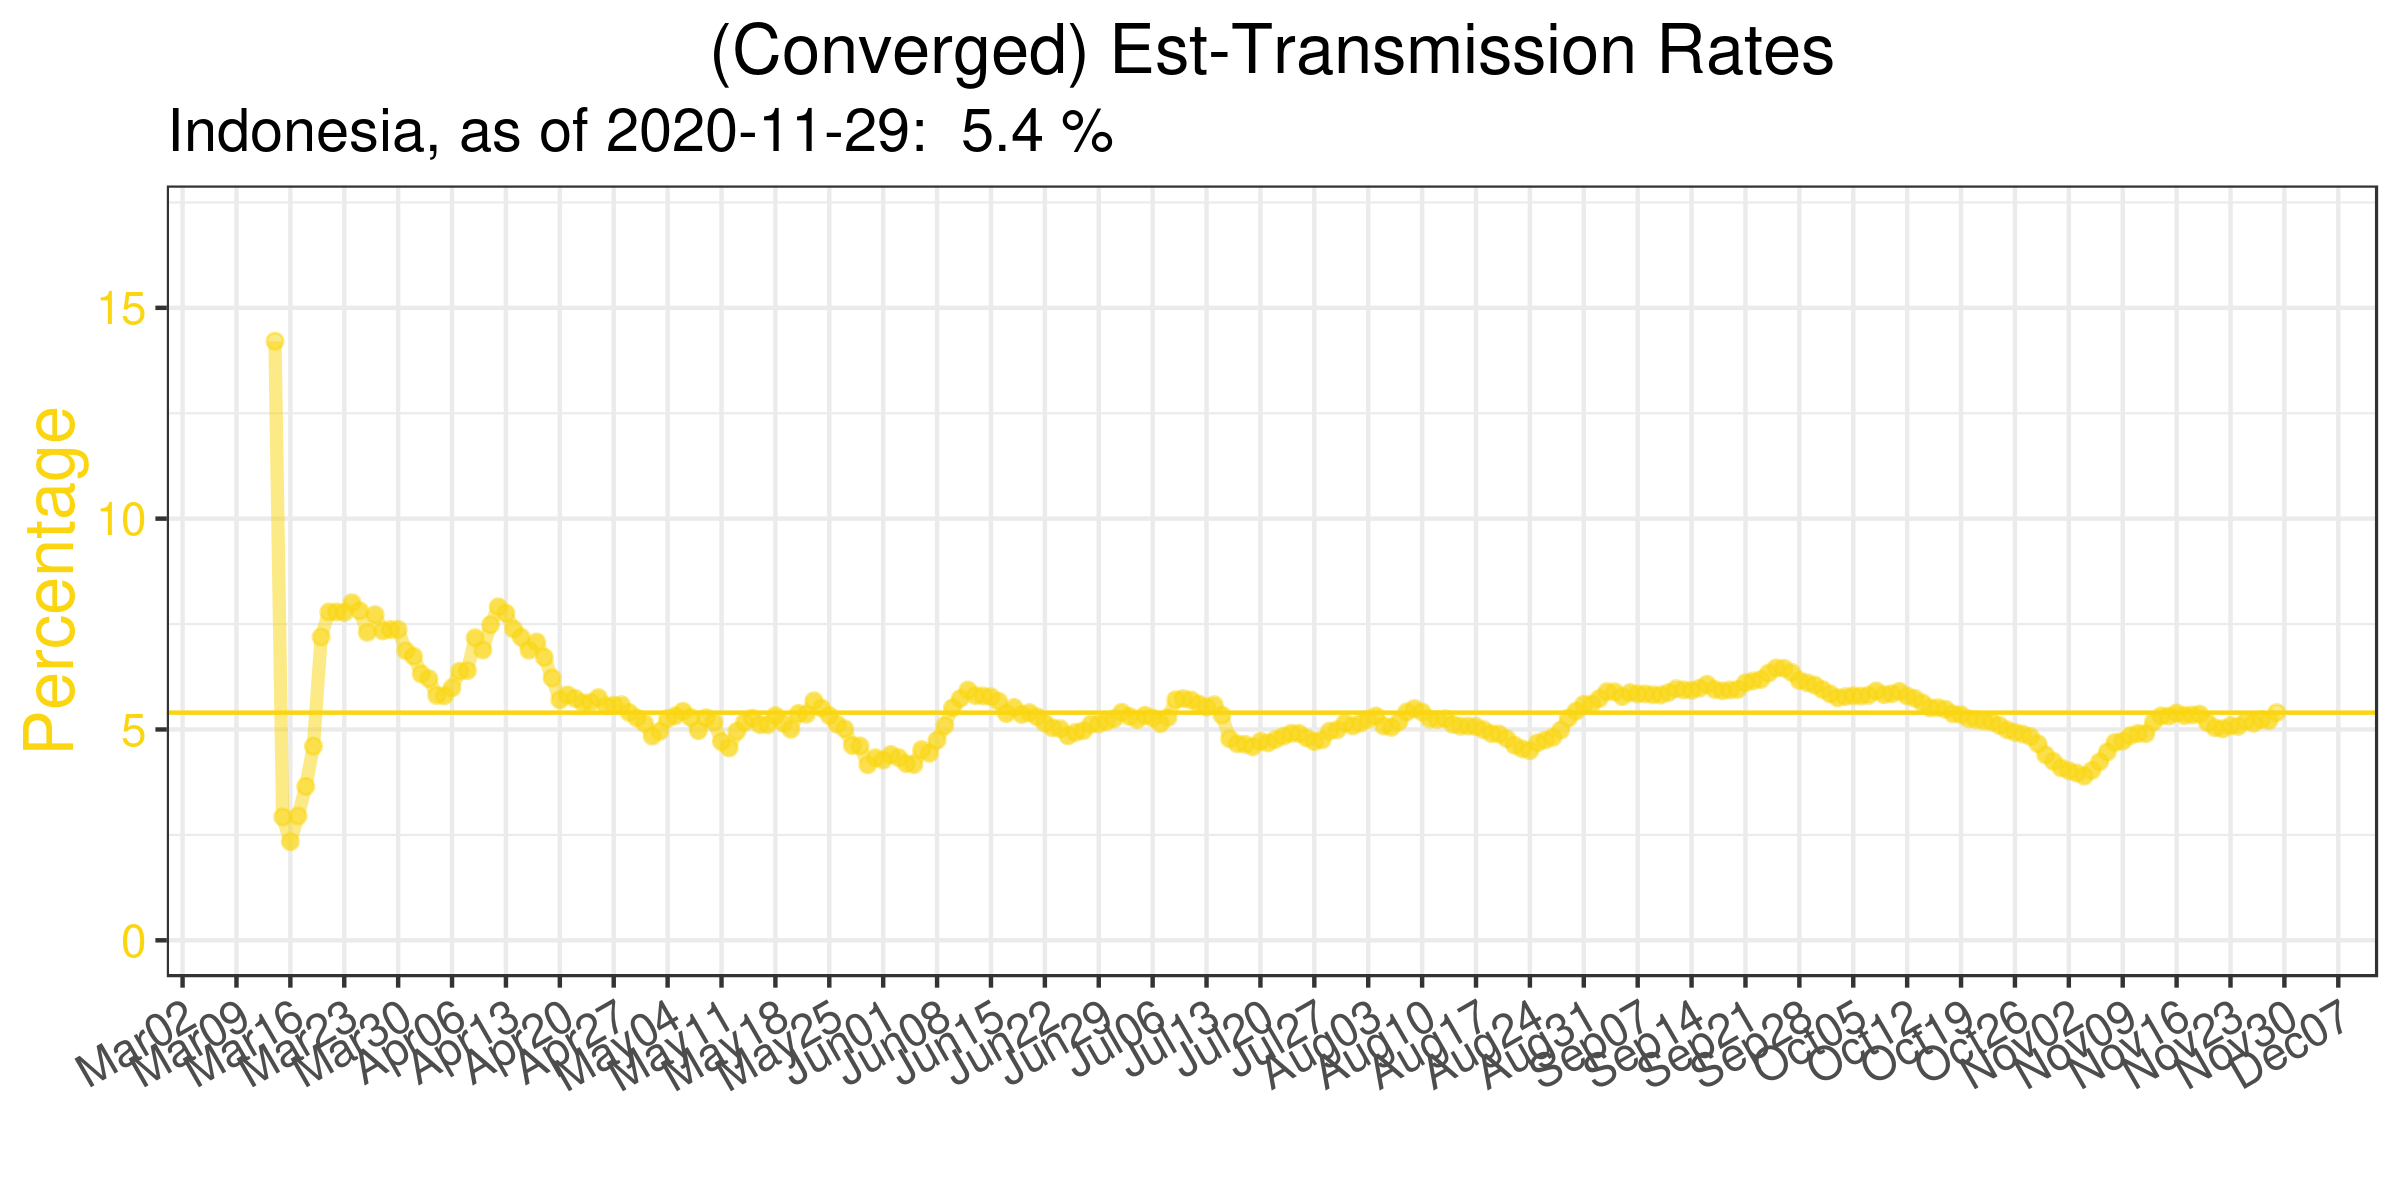 (Converged) Est-Transmission Rates
Indonesia, as of 2020-11-29:  5.4 %
Percentage
15
10
5
0
Mar02
Mar09
Mar16
Mar23
Mar30
Apr06
Apr13
Apr20
Apr27
May04
May11
May18
May25
Jun01
Jun08
Jun15
Jun22
Jun29
Jul06
Jul13
Jul20
Jul27
Aug03
Aug10
Aug17
Aug24
Aug31
Sep07
Sep14
Sep21
Sep28
Oct05
Oct12
Oct19
Oct26
Nov02
Nov09
Nov16
Nov23
Nov30
Dec07